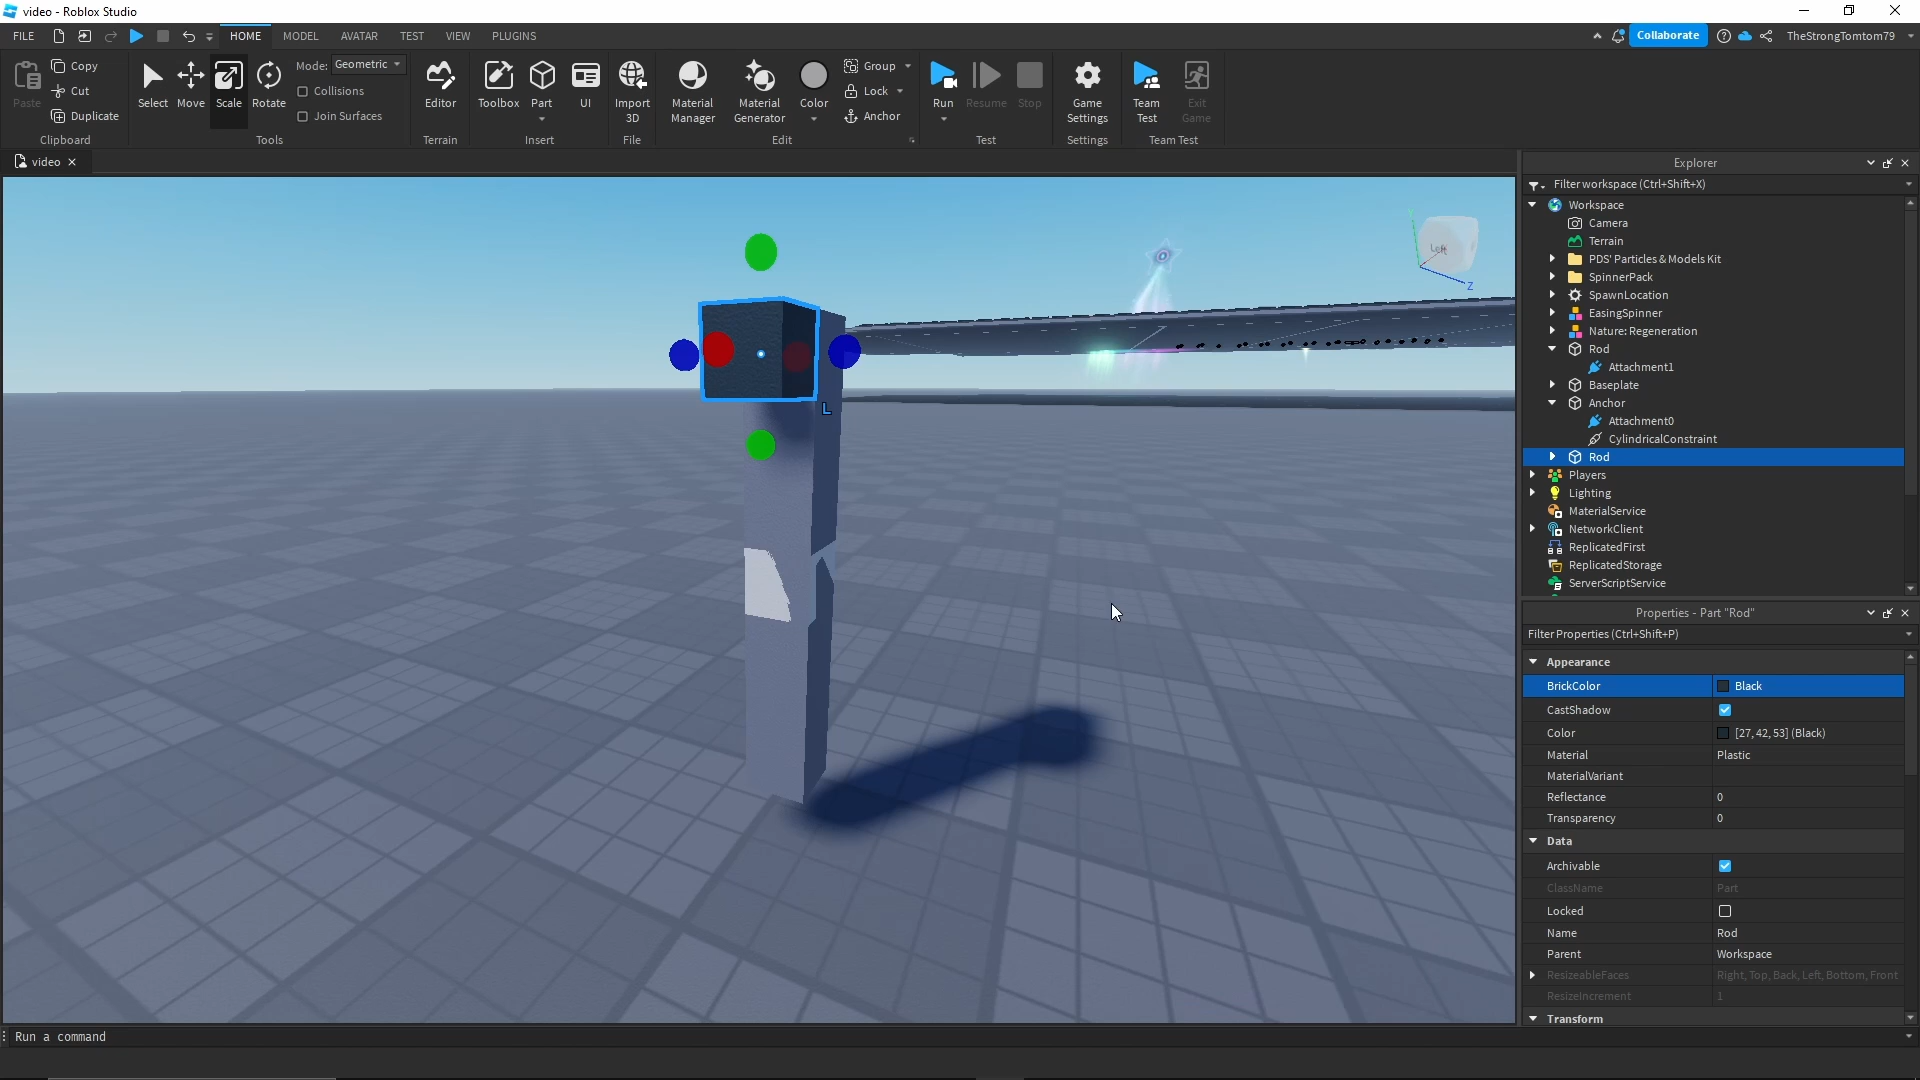 video - Roblox Studio
FILE
HOME
MODEL
AVATAR
TEST
VIEW
PLUGINS
Collaborate
TheStrongTomtom79
Paste
Copy
Cut
Duplicate
Clipboard
Select
Move
Scale
Rotate
Mode:
Geometric
Collisions
Join Surfaces
Tools
Editor
Terrain
Toolbox
Part
UI
Insert
Import
3D
File
Material
Manager
Material
Generator
Color
Group
Lock
Anchor
Edit
Run
Resume
Stop
Test
Game
Settings
Settings
Team
Test
Exit
Game
Team Test
video
Left
Z
L
Explorer
Filter workspace (Ctrl+Shift+X)
Workspace
Camera
Terrain
PDS' Particles & Models Kit
SpinnerPack
SpawnLocation
EasingSpinner
Nature: Regeneration
Rod
Attachment1
Baseplate
Anchor
Attachment0
CylindricalConstraint
Rod
Players
Lighting
MaterialService
NetworkClient
ReplicatedFirst
ReplicatedStorage
ServerScriptService
Properties - Part "Rod"
Filter Properties (Ctrl+Shift+P)
Appearance
BrickColor Black
CastShadow
Color [27, 42, 53] (Black)
Material Plastic
MaterialVariant
Reflectance 0
Transparency 0
Data
Archivable
ClassName Part
Locked
Name Rod
Parent Workspace
ResizeableFaces Right, Top, Back, Left, Bottom, Front
ResizeIncrement 1
Transform
Run a command